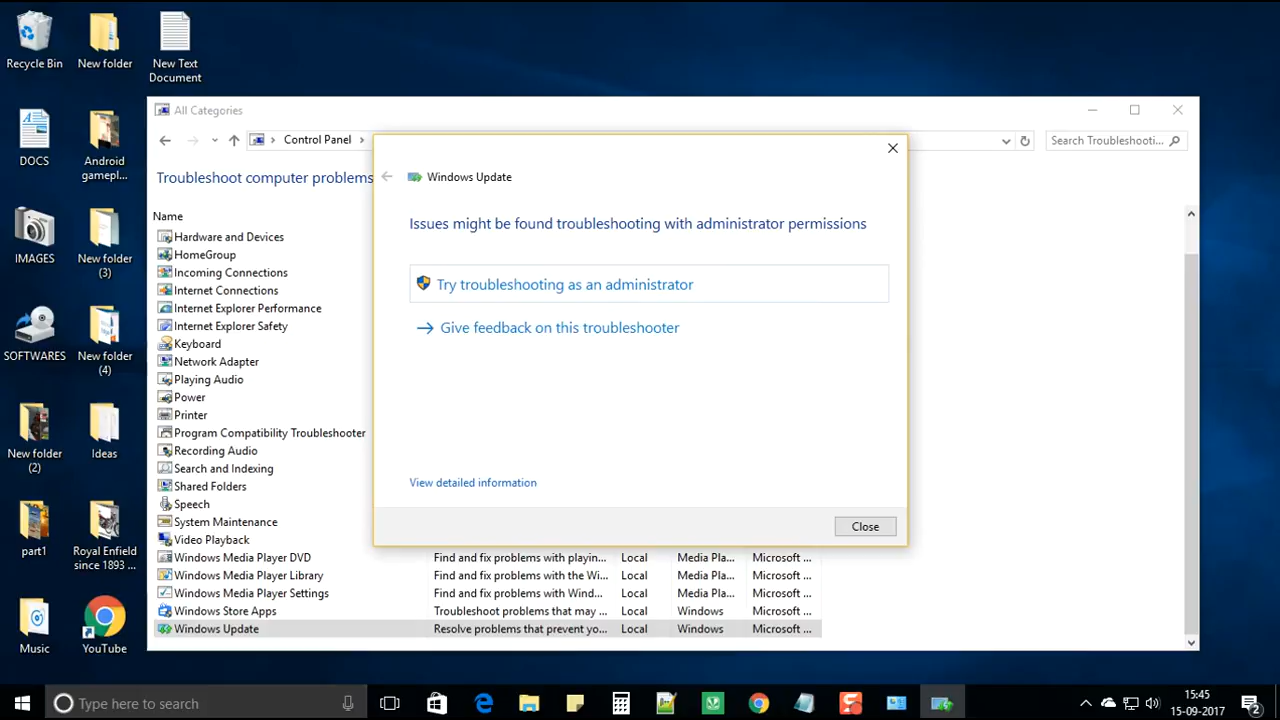 Recycle Bin
New folder
New Text
Document
DOCS
Android
gamepl...
IMAGES
New folder
(3)
SOFTWARES
New folder
(4)
New folder
(2)
Ideas
part1
Royal Enfield
since 1893 ...
Music
YouTube
All Categories
Control Panel
Search Troubleshooti...
Troubleshoot computer problems
Name
Hardware and Devices
HomeGroup
Incoming Connections
Internet Connections
Internet Explorer Performance
Internet Explorer Safety
Keyboard
Network Adapter
Playing Audio
Power
Printer
Program Compatibility Troubleshooter
Recording Audio
Search and Indexing
Shared Folders
Speech
System Maintenance
Video Playback
Windows Media Player DVD Find and fix problems with playin... Local Media Pla... Microsoft ...
Windows Media Player Library Find and fix problems with the Wi... Local Media Pla... Microsoft ...
Windows Media Player Settings Find and fix problems with Wind... Local Media Pla... Microsoft ...
Windows Store Apps Troubleshoot problems that may ... Local Windows Microsoft ...
Windows Update Resolve problems that prevent yo... Local Windows Microsoft ...
Windows Update
Issues might be found troubleshooting with administrator permissions
Try troubleshooting as an administrator
Give feedback on this troubleshooter
View detailed information
Close
Type here to search
15:45
15-09-2017
2